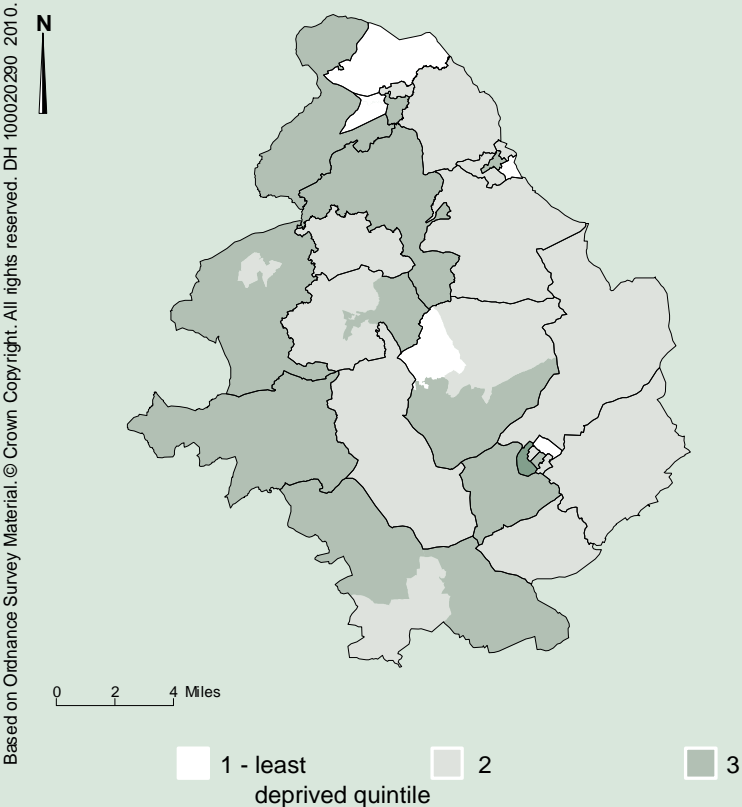 Based on Ordnance Survey Material. © Crown Copyright. All rights reserved. DH 100020290 2010.
N
0 2 4 Miles
1 - least
deprived quintile
2
3